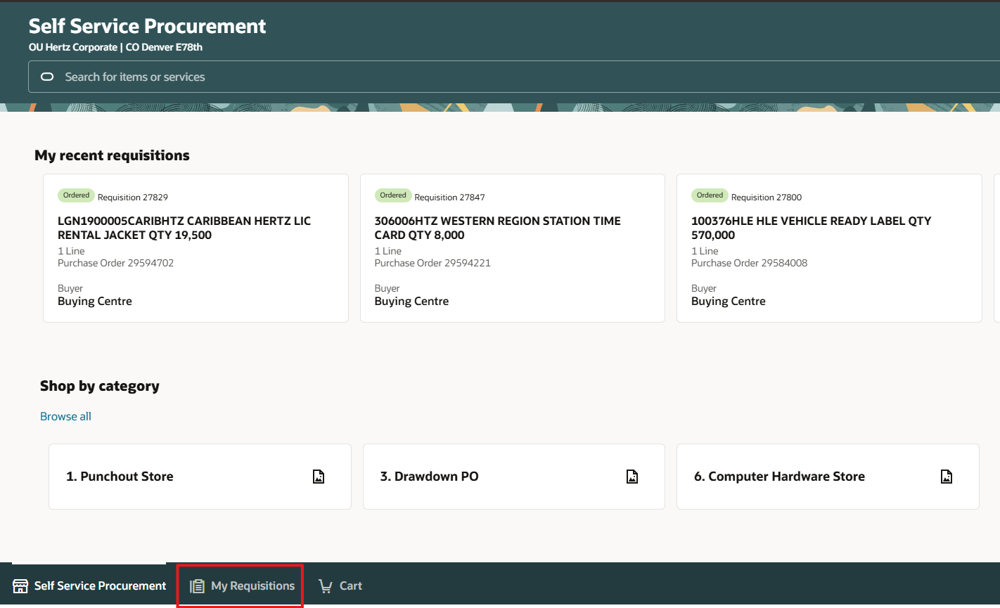 Self Service Procurement
OU Hertz Corporate | CO Denver E78th
Search for items or services
My recent requisitions
Ordered Requisition 27829
LGN1900005CARIBHTZ CARIBBEAN HERTZ LIC
RENTAL JACKET QTY 19,500
1 Line
Purchase Order 29594702
Buyer
Buying Centre
Ordered Requisition 27847
306006HTZ WESTERN REGION STATION TIME
CARD QTY 8,000
1 Line
Purchase Order 29594221
Buyer
Buying Centre
Ordered Requisition 27800
100376HLE HLE VEHICLE READY LABEL QTY
570,000
1 Line
Purchase Order 29584008
Buyer
Buying Centre
Shop by category
Browse all
1. Punchout Store
3. Drawdown PO
6. Computer Hardware Store
Self Service Procurement
My Requisitions
Cart